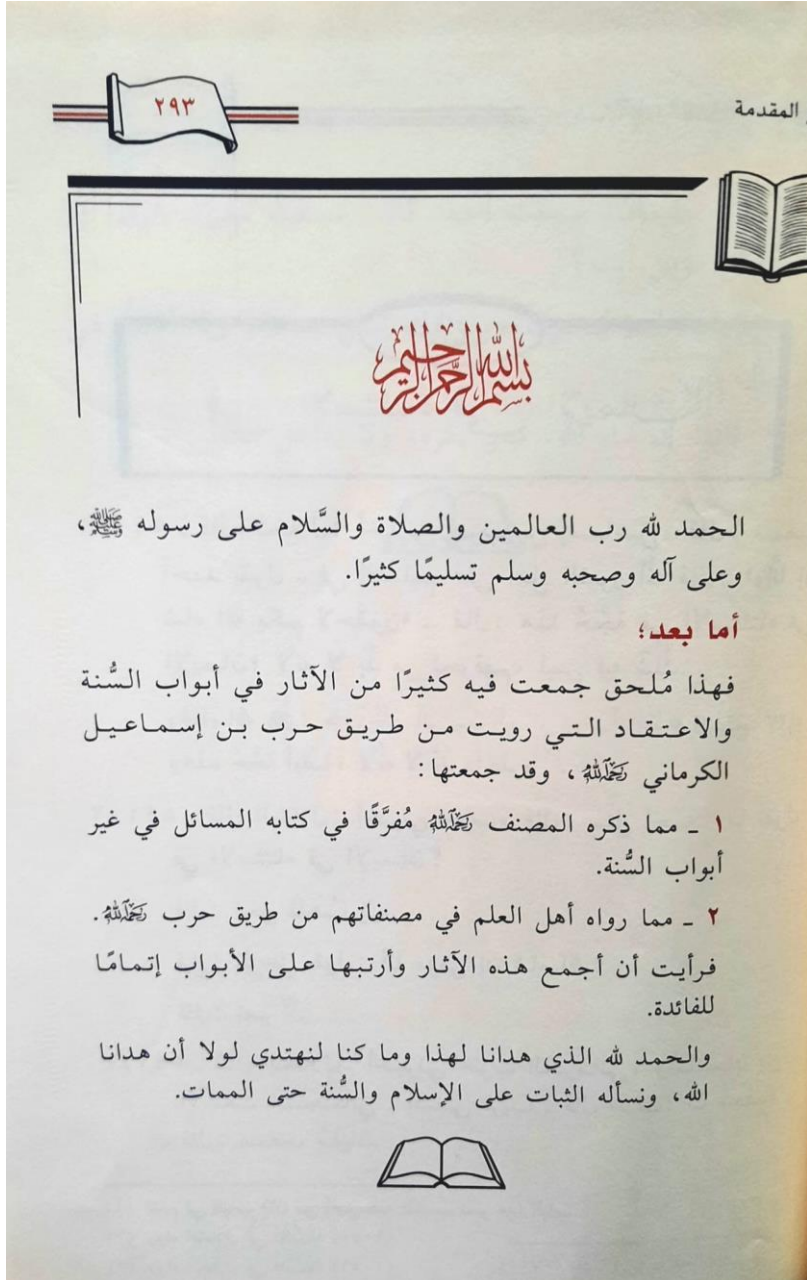 المقدمة
٢٩٣
بسم الله الرحمن الرحيم
الحمد لله رب العالمين والصلاة والسَّلام على رسوله ﷺ،
وعلى آله وصحبه وسلم تسليمًا كثيرًا.
أما بعد؛
فهذا مُلحق جمعت فيه كثيرًا من الآثار في أبواب السُّنة
والاعتقاد التي رويت من طريق حرب بن إسماعيل
الكرماني رَحِمَهُ اللهُ، وقد جمعتها:
١ ـ مما ذكره المصنف رَحِمَهُ اللهُ مُفرَّقًا في كتابه المسائل في غير
أبواب السُّنة.
٢ ـ مما رواه أهل العلم في مصنفاتهم من طريق حرب رَحِمَهُ اللهُ.
فرأيت أن أجمع هذه الآثار وأرتبها على الأبواب إتمامًا
للفائدة.
والحمد لله الذي هدانا لهذا وما كنا لنهتدي لولا أن هدانا
الله، ونسأله الثبات على الإسلام والسُّنة حتى الممات.